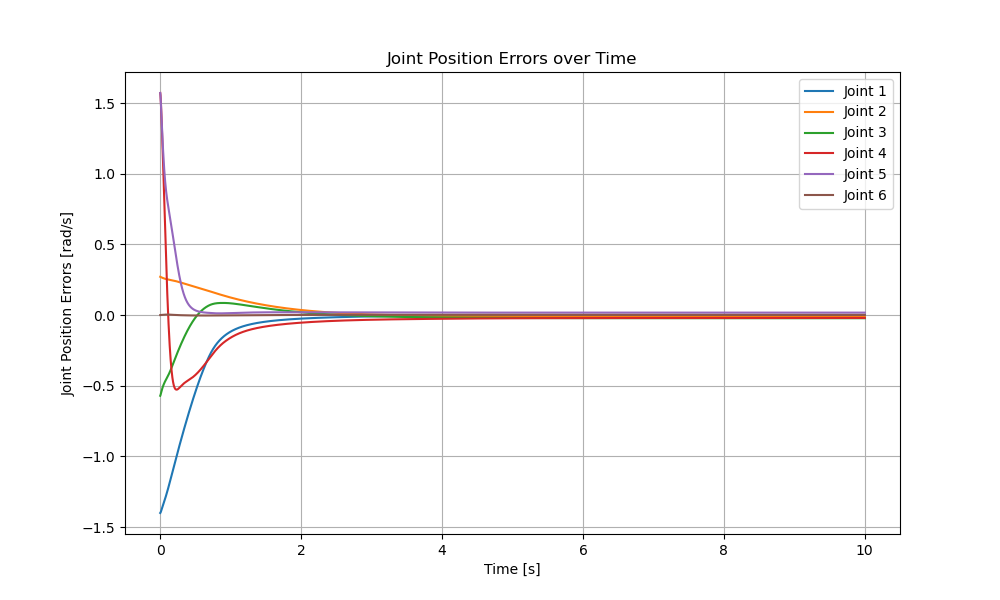 Joint Position Errors over Time
Joint Position Errors [rad/s]
1.5
1.0
0.5
0.0
−0.5
−1.0
−1.5
Joint 1
Joint 2
Joint 3
Joint 4
Joint 5
Joint 6
0 2 4 6 8 10
Time [s]